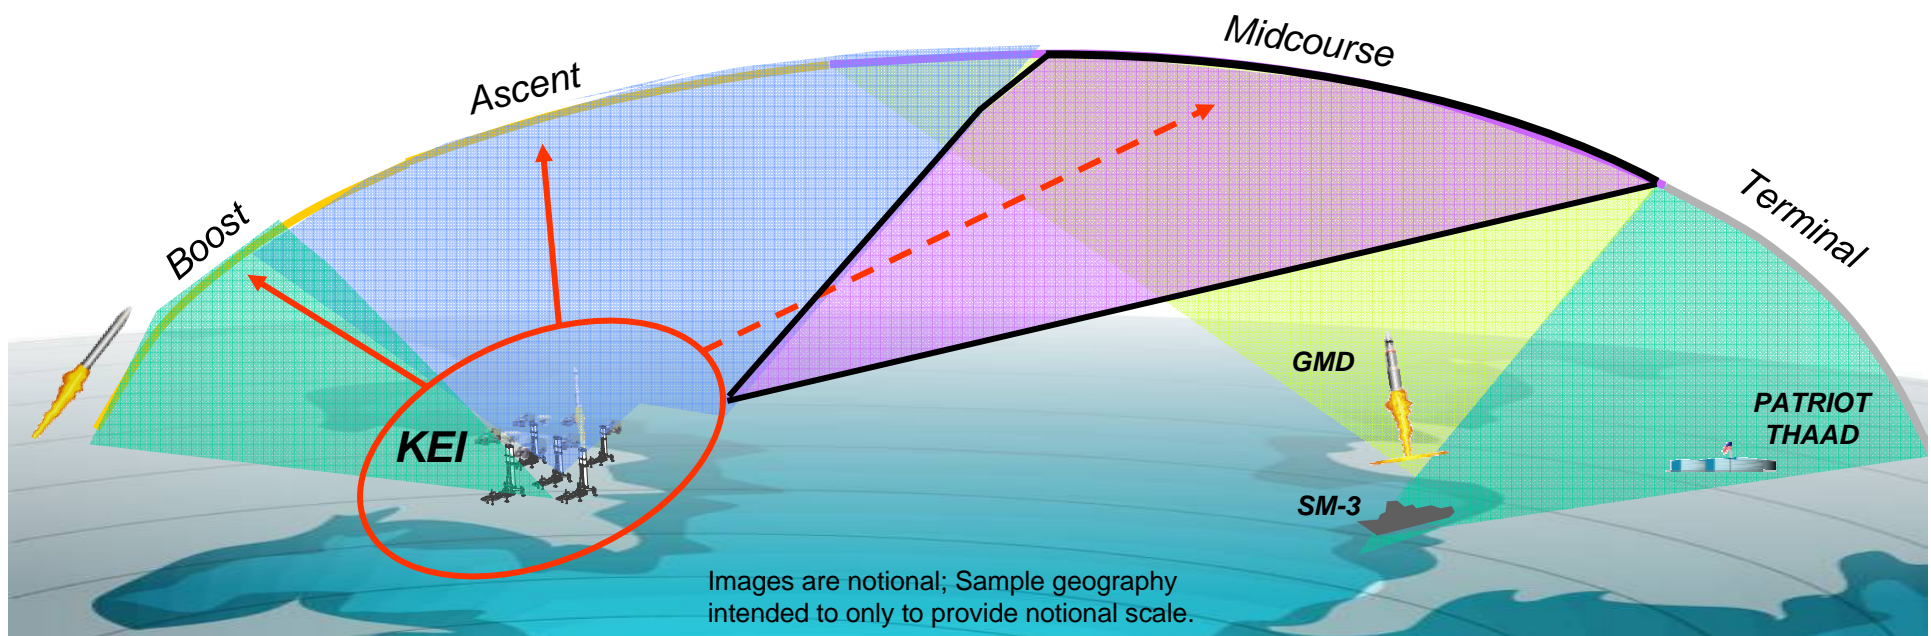 Boost
Ascent
Midcourse
Terminal
KEI
GMD
SM-3
PATRIOT
THAAD
Images are notional; Sample geography
intended to only to provide notional scale.